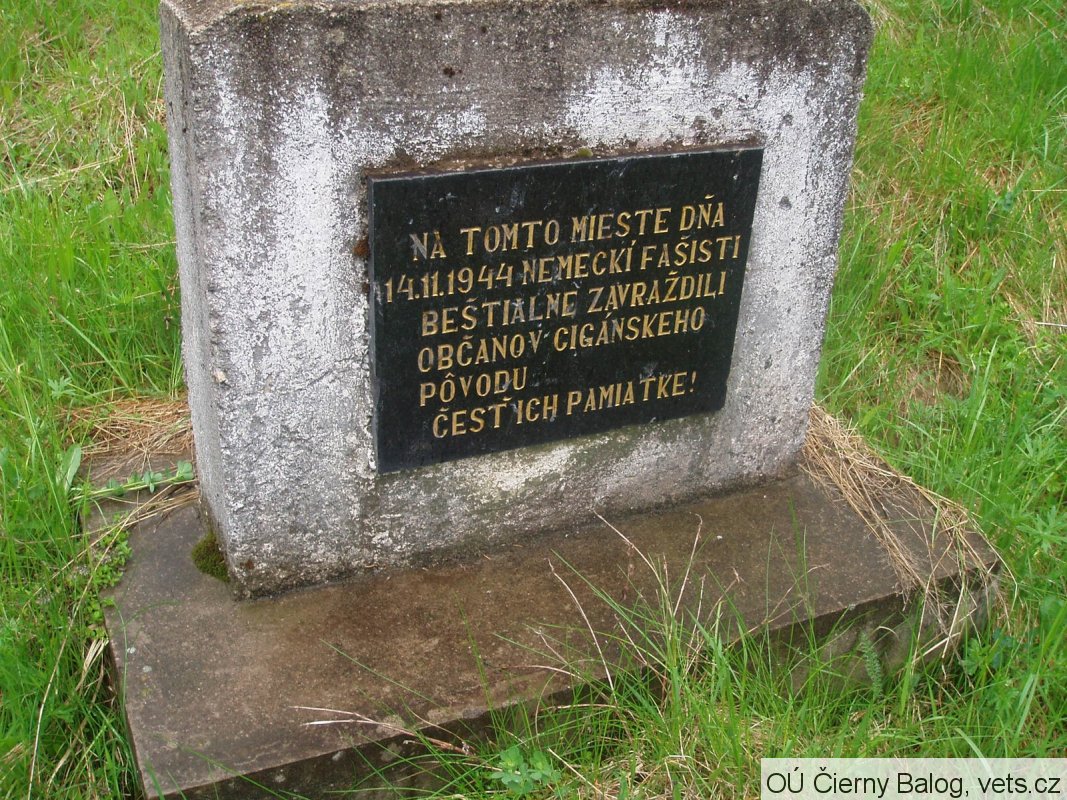 NA TOMTO MIESTE DŇA
14.11.1944 NEMECKÍ FAŠISTI
BEŠTIALNE ZAVRAŽDILI
OBČANOV CIGÁNSKEHO
PÔVODU
ČESŤ ICH PAMIATKE!
OÚ Čierny Balog, vets.cz